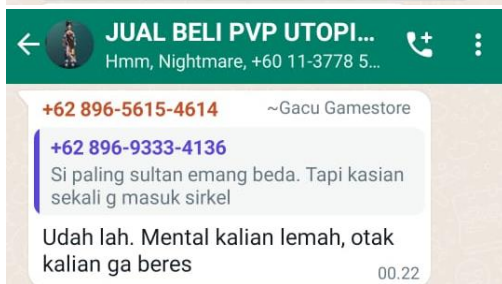 JUAL BELI PVP UTOPI...
Hmm, Nightmare, +60 11-3778 5...
+62 896-5615-4614 ~Gacu Gamestore
+62 896-9333-4136
Si paling sultan emang beda. Tapi kasian
sekali g masuk sirkel
Udah lah. Mental kalian lemah, otak
kalian ga beres
00.22